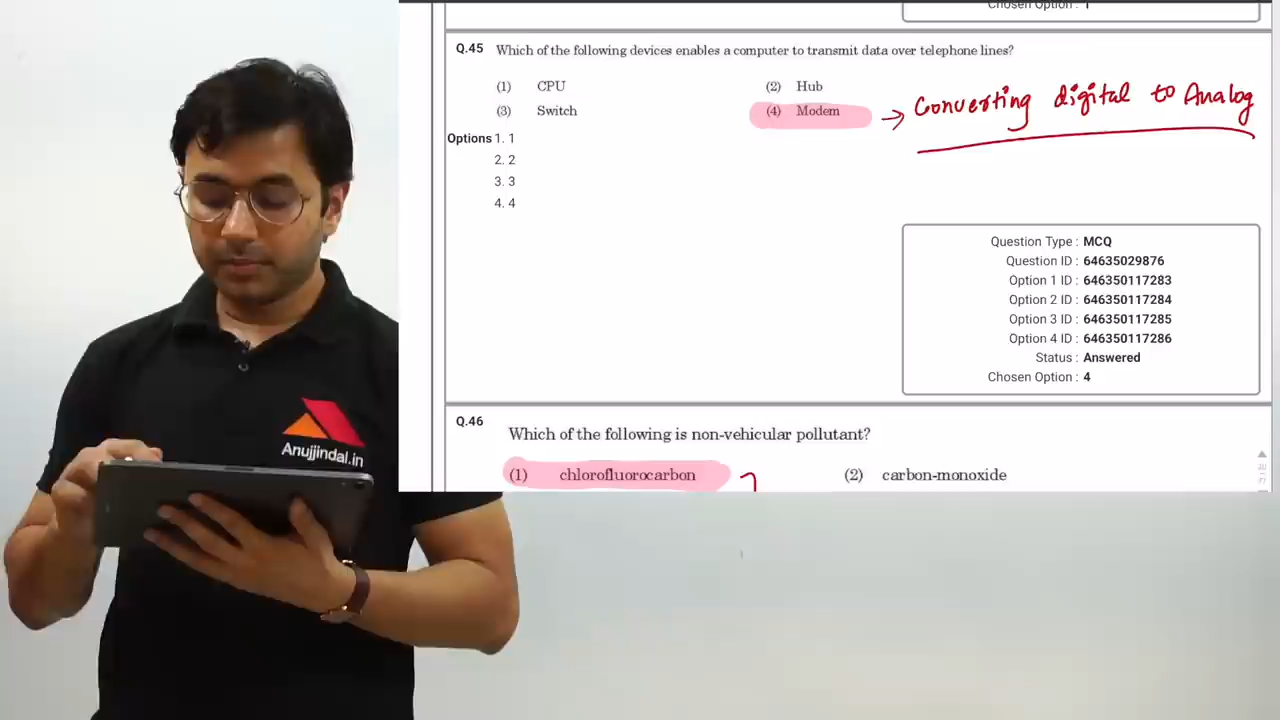 Chosen Option : 1
Q.45 Which of the following devices enables a computer to transmit data over telephone lines?
(1) CPU (2) Hub
(3) Switch (4) Modem → Converting digital to Analog
Options 1. 1
2. 2
3. 3
4. 4
Question Type : MCQ
Question ID : 64635029876
Option 1 ID : 646350117283
Option 2 ID : 646350117284
Option 3 ID : 646350117285
Option 4 ID : 646350117286
Status : Answered
Chosen Option : 4
Q.46 Which of the following is non-vehicular pollutant?
(1) chlorofluorocarbon (2) carbon-monoxide
Anujjindal.in